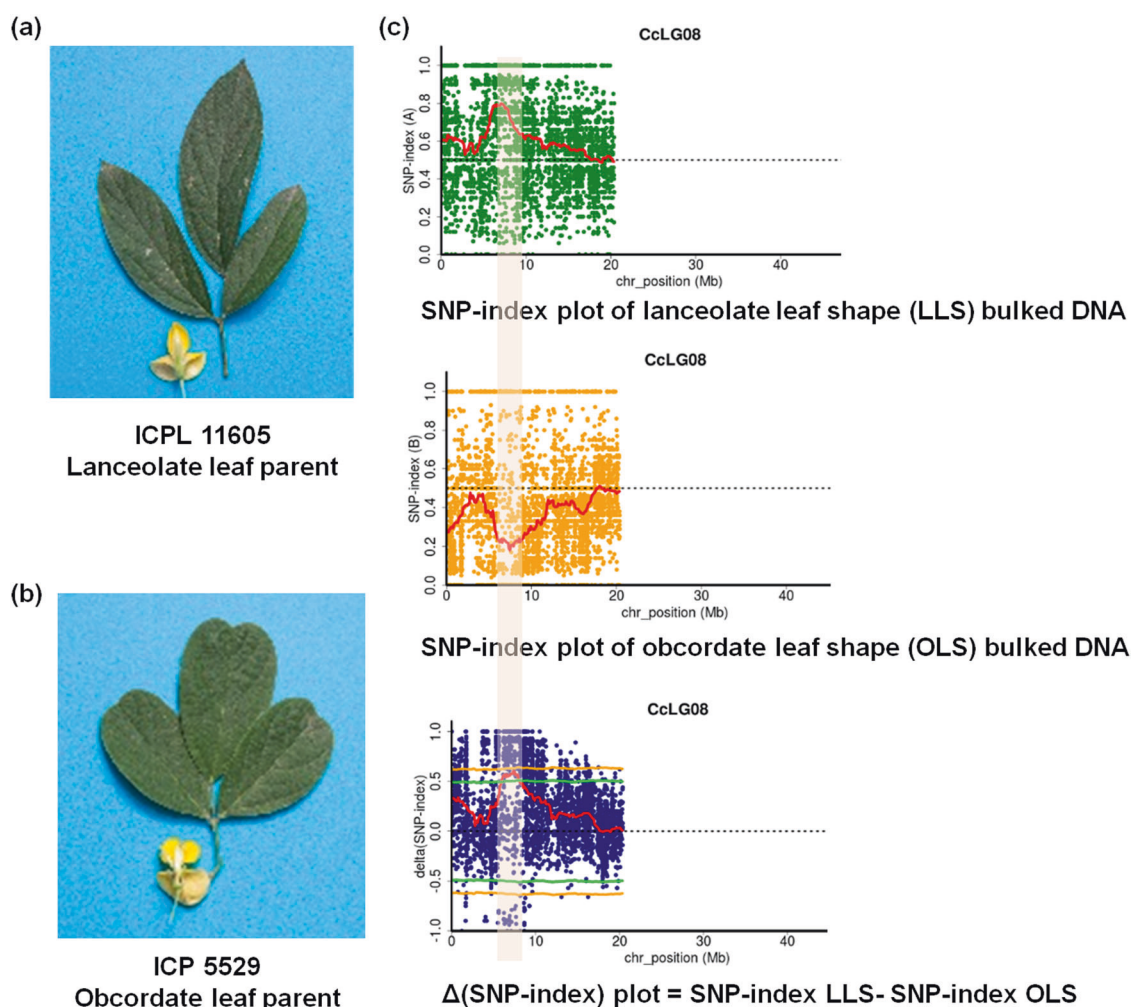 (a)
ICPL 11605
Lanceolate leaf parent
(b)
ICP 5529
Obcordate leaf parent
(c)
CcLG08
SNP-index (A)
1.0
0.8
0.6
0.4
0.2
0.0
0 10 20 30 40
chr_position (Mb)
SNP-index plot of lanceolate leaf shape (LLS) bulked DNA
CcLG08
SNP-index (B)
1.0
0.8
0.6
0.4
0.2
0.0
0 10 20 30 40
chr_position (Mb)
SNP-index plot of obcordate leaf shape (OLS) bulked DNA
CcLG08
delta(SNP-index)
1.0
0.5
0.0
-0.5
-1.0
0 10 20 30 40
chr_position (Mb)
Δ(SNP-index) plot = SNP-index LLS- SNP-index OLS